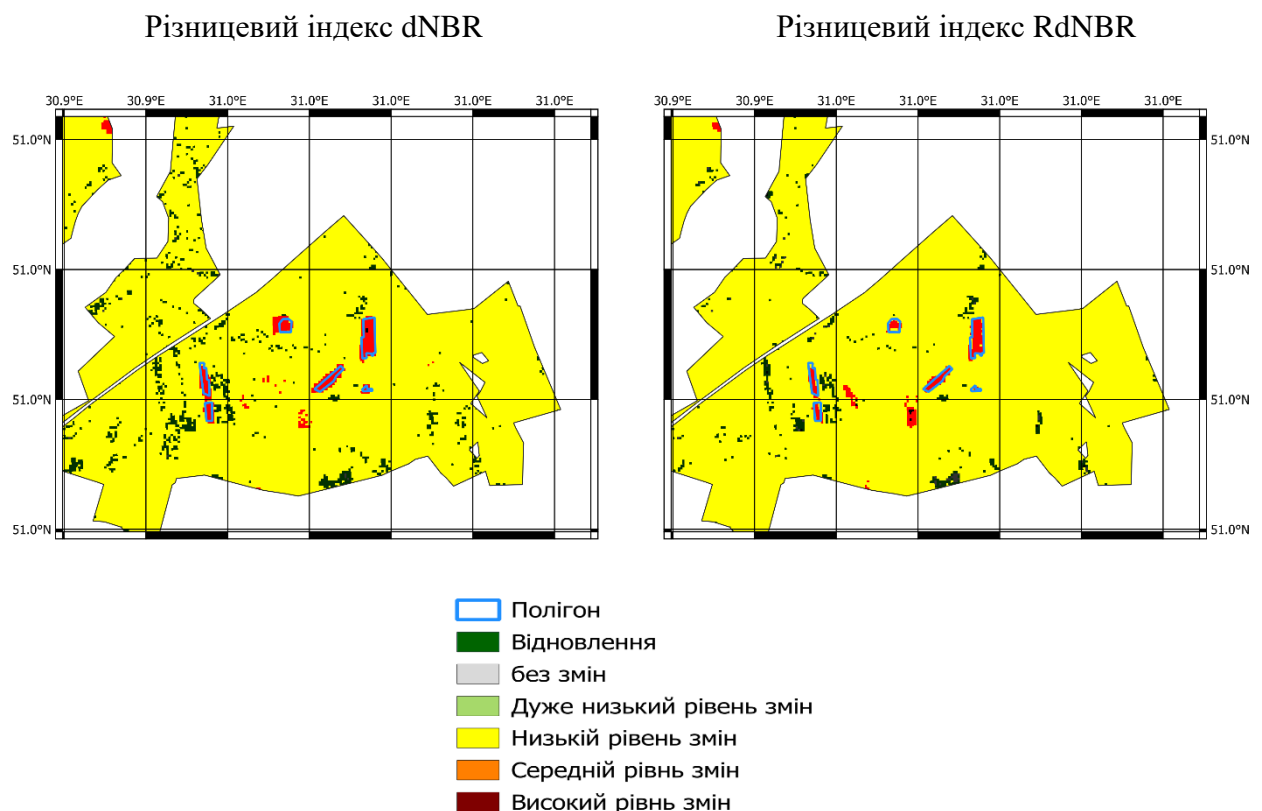 Різницевий індекс dNBR
Різницевий індекс RdNBR
30.9°E 30.9°E 31.0°E 31.0°E 31.0°E 31.0°E 31.0°E
30.9°E 30.9°E 31.0°E 31.0°E 31.0°E 31.0°E 31.0°E
51.0°N 51.0°N
51.0°N 51.0°N
51.0°N 51.0°N
51.0°N 51.0°N
Полігон
Відновлення
без змін
Дуже низький рівень змін
Низькій рівень змін
Середній рівнь змін
Високий рівнь змін